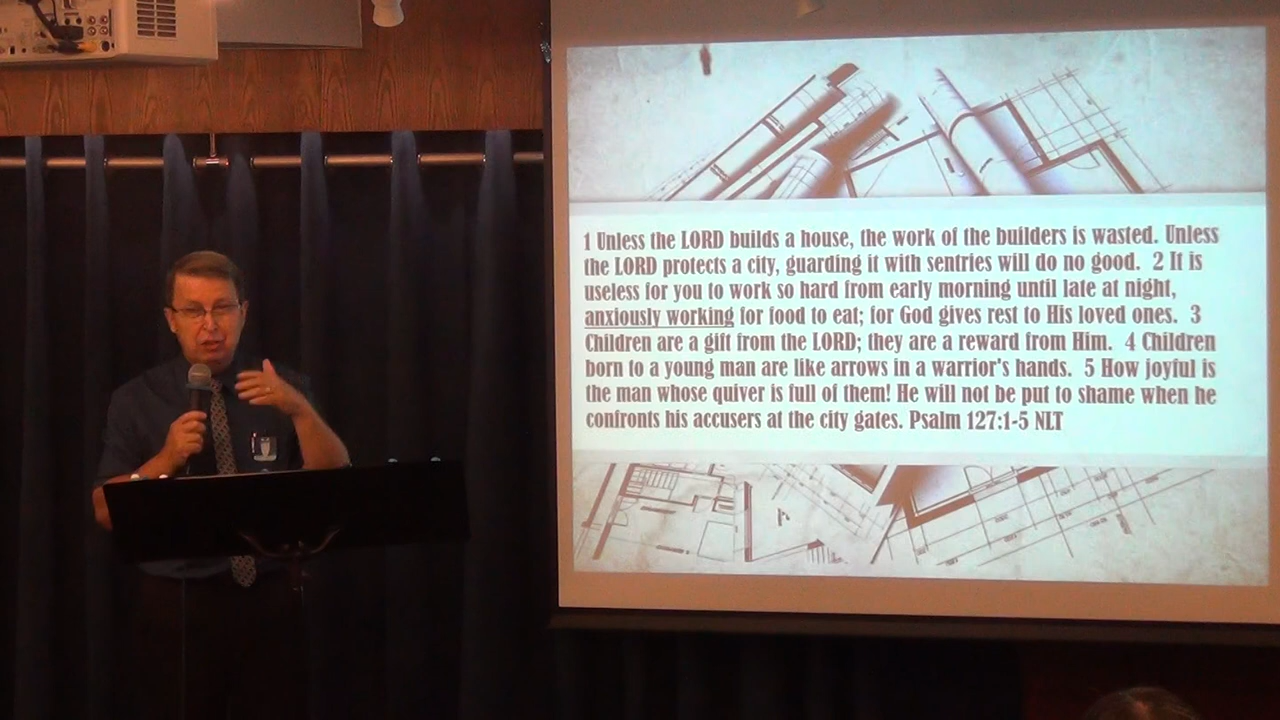 1 Unless the LORD builds a house, the work of the builders is wasted. Unless
the LORD protects a city, guarding it with sentries will do no good. 2 It is
useless for you to work so hard from early morning until late at night,
anxiously working for food to eat; for God gives rest to His loved ones. 3
Children are a gift from the LORD; they are a reward from Him. 4 Children
born to a young man are like arrows in a warrior's hands. 5 How joyful is
the man whose quiver is full of them! He will not be put to shame when he
confronts his accusers at the city gates. Psalm 127:1-5 NLT